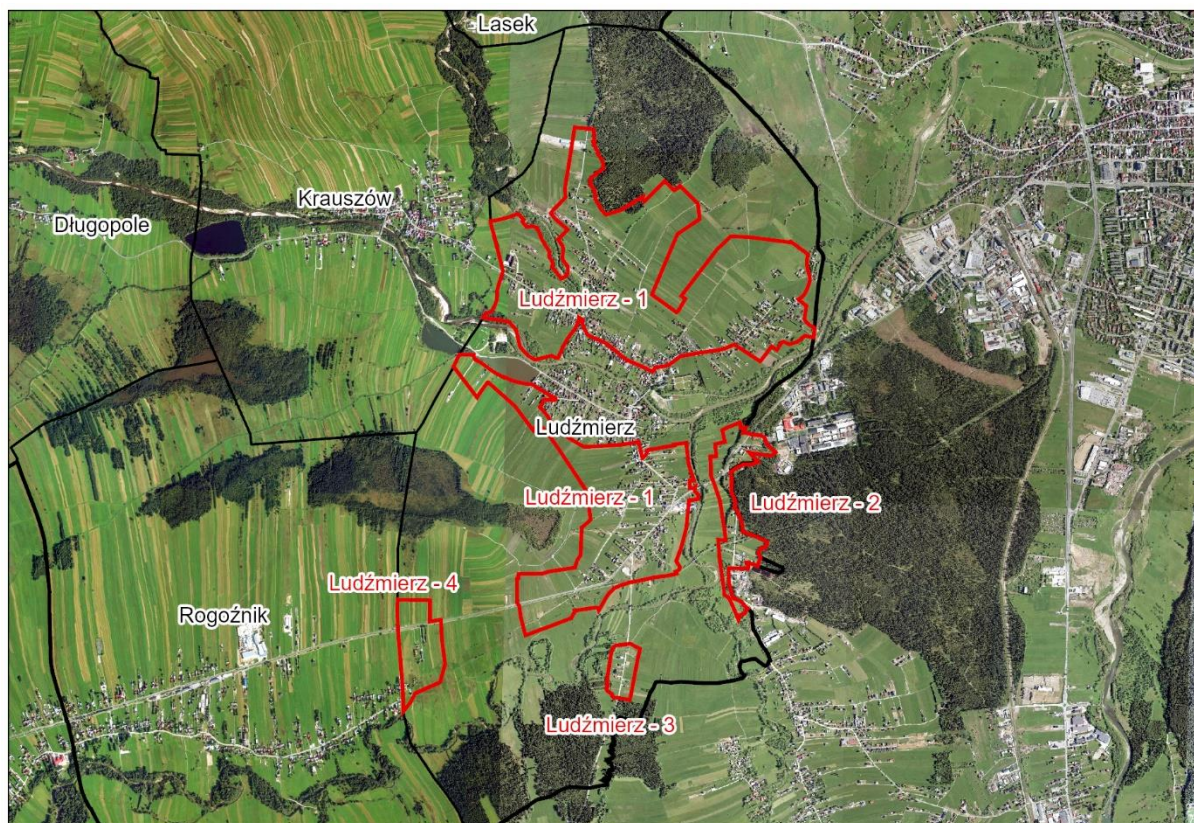 Lasek
Krauszów
Długopole
Ludźmierz - 1
Ludźmierz
Ludźmierz - 1
Ludźmierz - 2
Ludźmierz - 4
Rogoźnik
Ludźmierz - 3